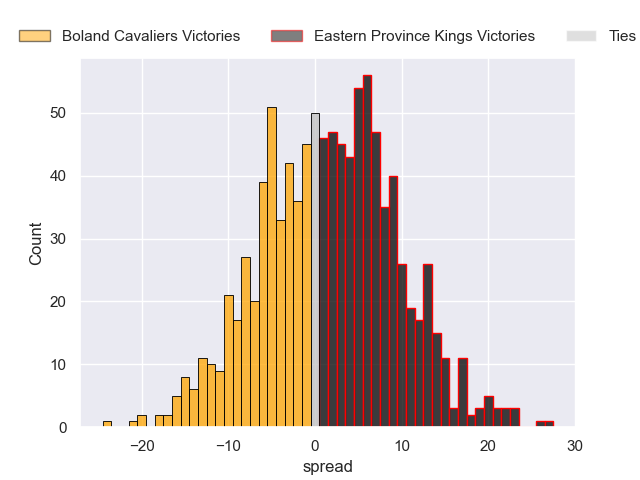 Boland Cavaliers Victories Eastern Province Kings Victories Ties
50
40
30
20
10
0
Count
−20 −10 0 10 20 30
spread